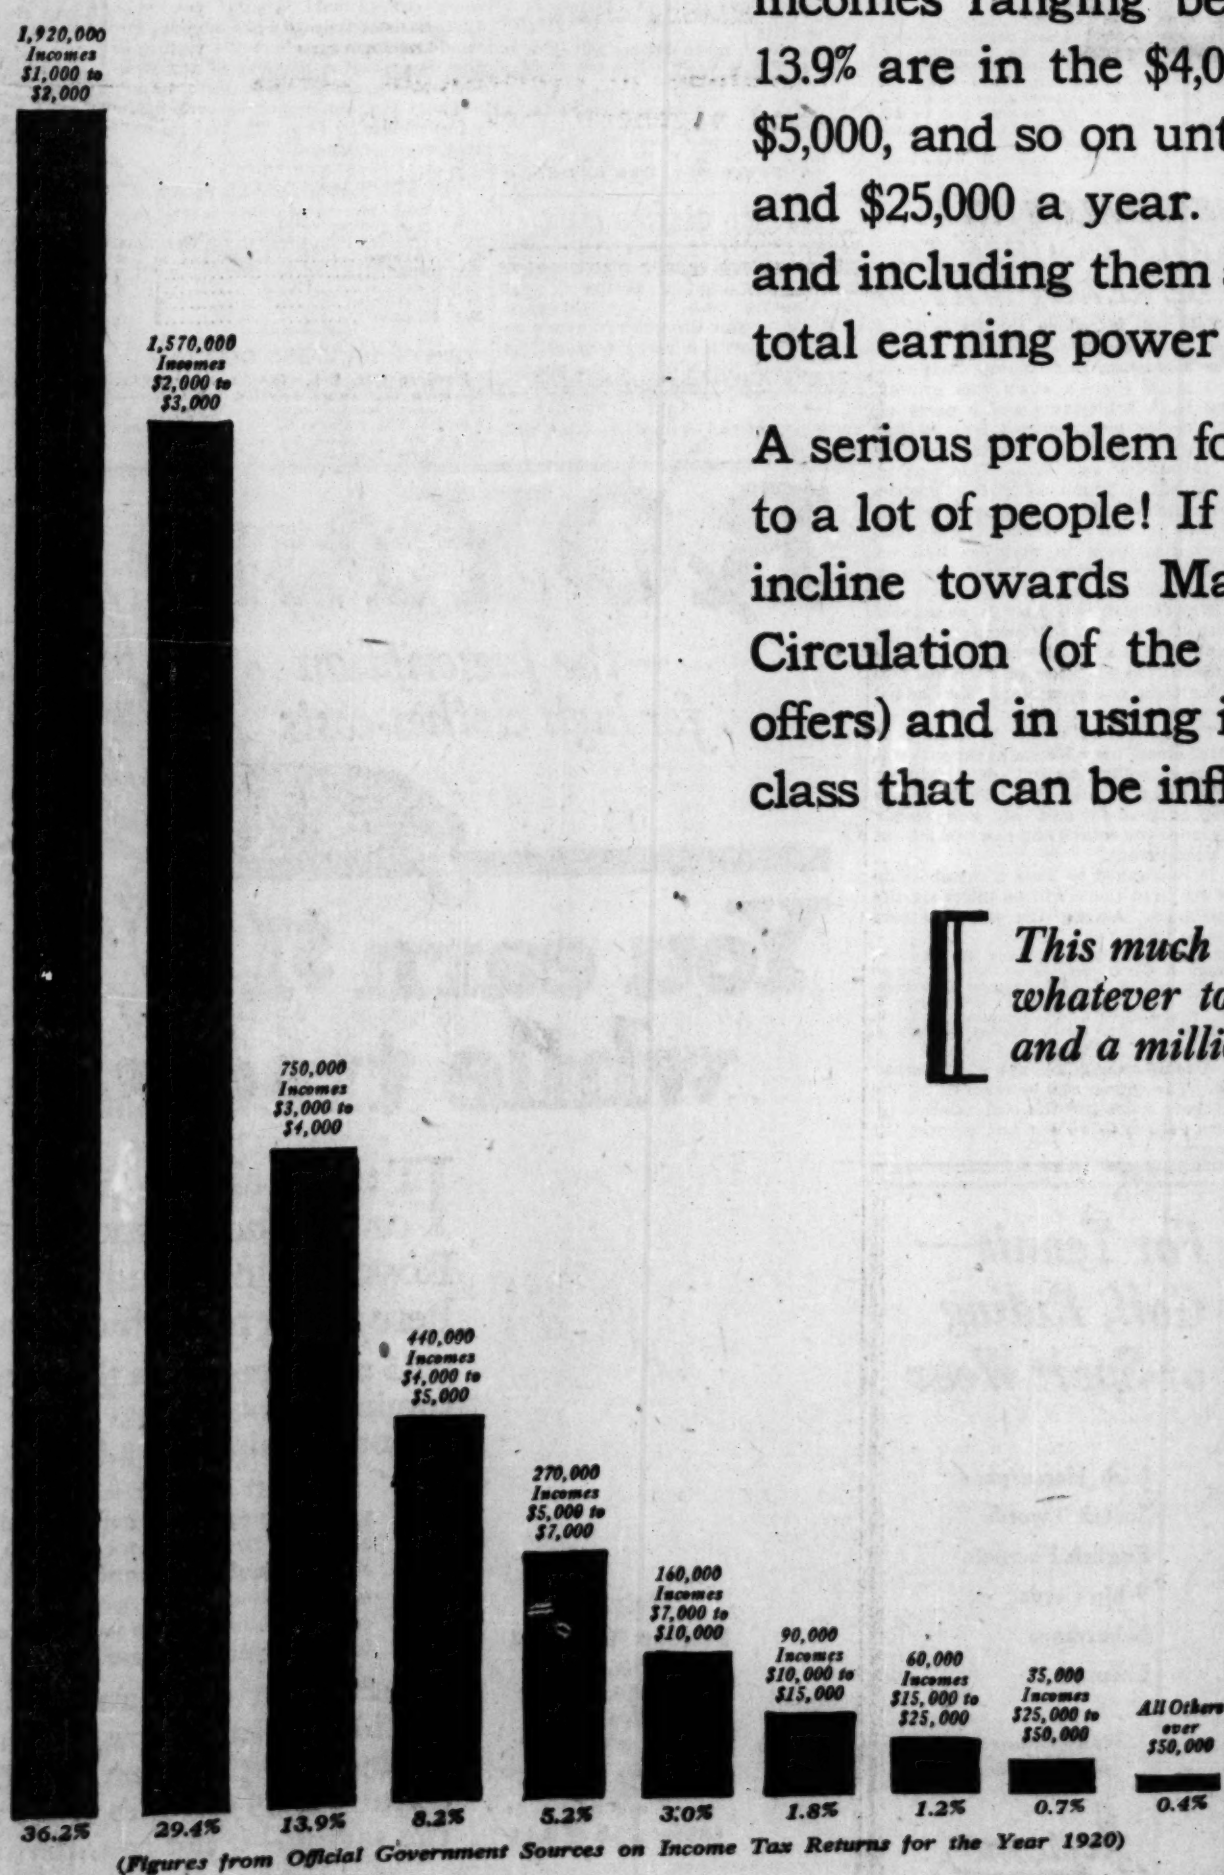 1,920,000
Incomes
$1,000 to
$2,000
1,570,000
Incomes
$2,000 to
$3,000
750,000
Incomes
$3,000 to
$4,000
440,000
Incomes
$4,000 to
$5,000
270,000
Incomes
$5,000 to
$7,000
160,000
Incomes
$7,000 to
$10,000
90,000
Incomes
$10,000 to
$15,000
60,000
Incomes
$15,000 to
$25,000
35,000
Incomes
$25,000 to
$50,000
All Others
over
$50,000
36.2% 29.4% 13.9% 8.2% 5.2% 3.0% 1.8% 1.2% 0.7% 0.4%
(Figures from Official Government Sources on Income Tax Returns for the Year 1920)
incomes ranging
13.9% are in the $4,0
$5,000, and so on
and $25,000 a year.
and including them
total earning power
A serious problem
to a lot of people! If
incline towards
Circulation (of the
offers) and in using
class that can be
This much
whatever
and a